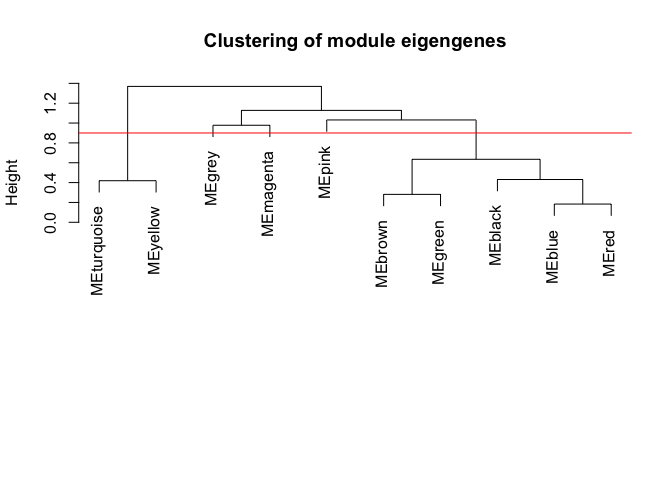 Clustering of module eigengenes
Height
0.0
0.4
0.8
1.2
MEturquoise
MEyellow
MEgrey
MEmagenta
MEpink
MEbrown
MEgreen
MEblack
MEblue
MEred